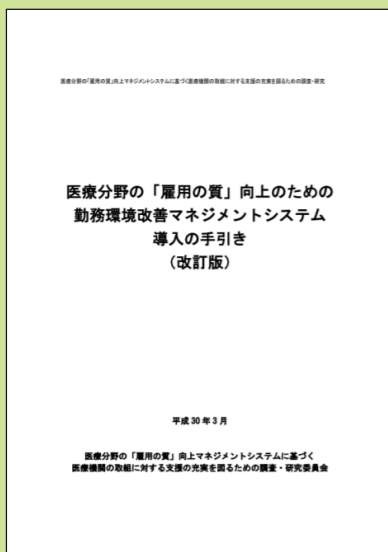 医療分野の「雇用の質」向上マネジメントシステムに基づく医療機関の取組に対する支援の充実を図るための調査・研究
医療分野の「雇用の質」向上のための
勤務環境改善マネジメントシステム
導入の手引き
（改訂版）
平成 30 年 3 月
医療分野の「雇用の質」向上マネジメントシステムに基づく
医療機関の取組に対する支援の充実を図るための調査・研究委員会